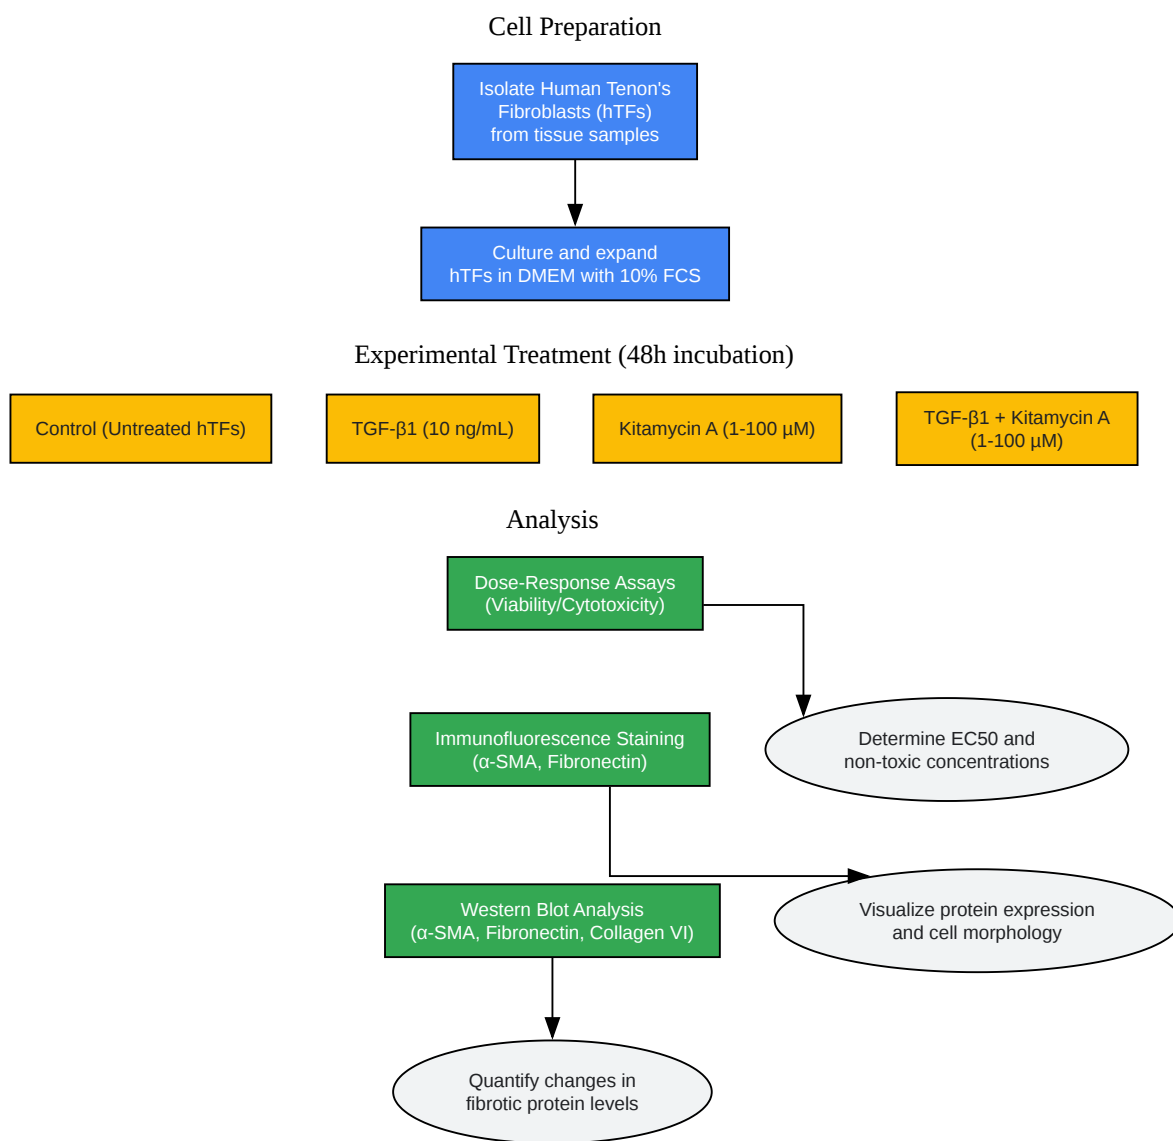 Cell Preparation
Isolate Human Tenon's
Fibroblasts (hTFs)
from tissue samples
Culture and expand
hTFs in DMEM with 10% FCS
Experimental Treatment (48h incubation)
Control (Untreated hTFs)
TGF-β1 (10 ng/mL)
Kitamycin A (1-100 µM)
TGF-β1 + Kitamycin A
(1-100 µM)
Analysis
Dose-Response Assays
(Viability/Cytotoxicity)
Immunofluorescence Staining
(α-SMA, Fibronectin)
Determine EC50 and
non-toxic concentrations
Western Blot Analysis
(α-SMA, Fibronectin, Collagen VI)
Visualize protein expression
and cell morphology
Quantify changes in
fibrotic protein levels